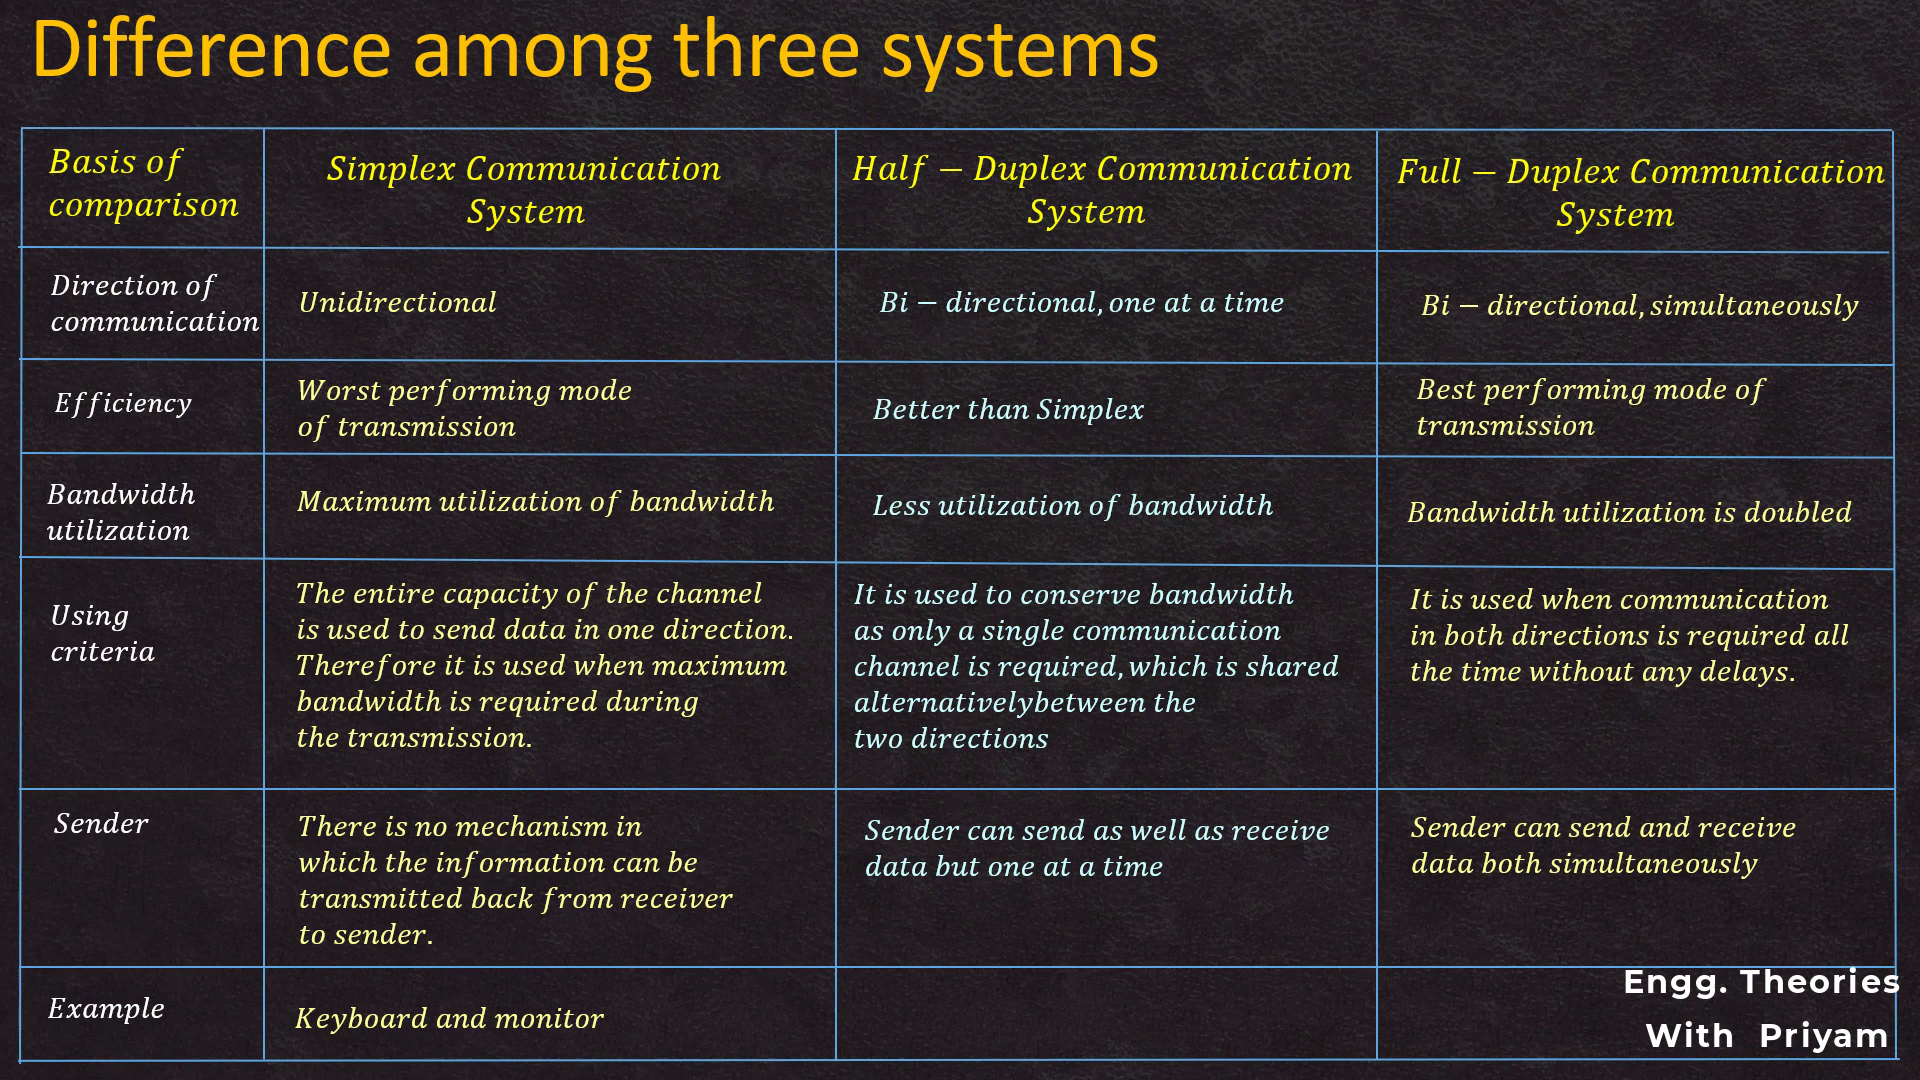 Difference among three systems
Basis of
comparison
Simplex Communication
System
Half − Duplex Communication
System
Full − Duplex Communication
System
Direction of
communication
Unidirectional
Bi − directional, one at a time
Bi − directional, simultaneously
Efficiency
Worst performing mode
of transmission
Better than Simplex
Best performing mode of
transmission
Bandwidth
utilization
Maximum utilization of bandwidth
Less utilization of bandwidth
Bandwidth utilization is doubled
Using
criteria
The entire capacity of the channel
is used to send data in one direction.
Therefore it is used when maximum
bandwidth is required during
the transmission.
It is used to conserve bandwidth
as only a single communication
channel is required, which is shared
alternativelybetween the
two directions
It is used when communication
in both directions is required all
the time without any delays.
Sender
There is no mechanism in
which the information can be
transmitted back from receiver
to sender.
Sender can send as well as receive
data but one at a time
Sender can send and receive
data both simultaneously
Example
Keyboard and monitor
Engg. Theories
With Priyam